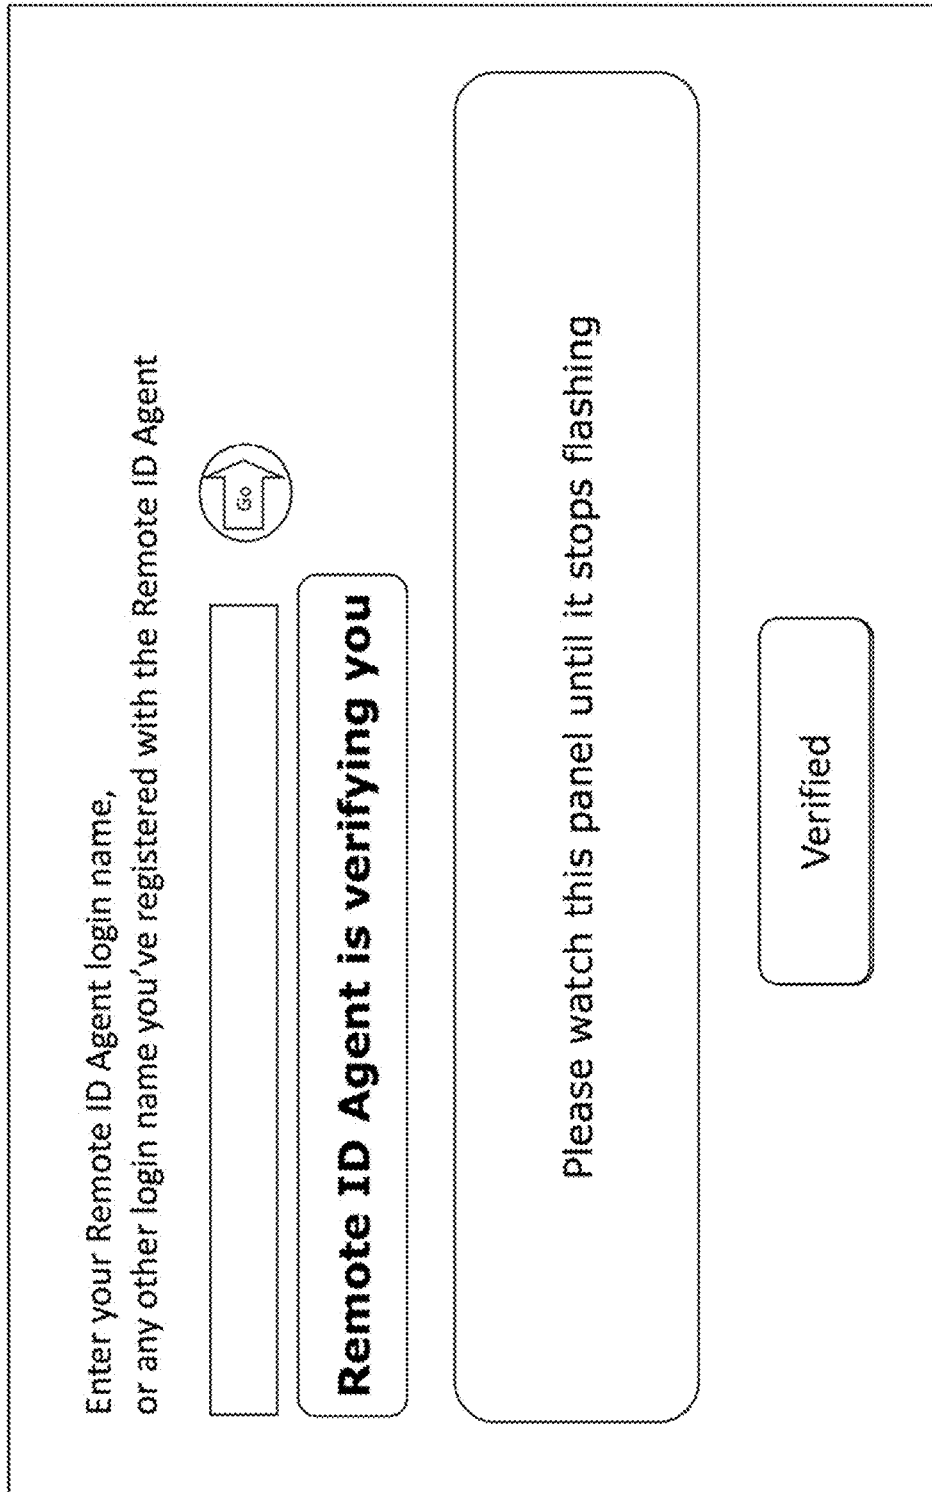 Enter your Remote ID Agent login name,
or any other login name you've registered with the Remote ID Agent
Go
Remote ID Agent is verifying you
Please watch this panel until it stops flashing
Verified